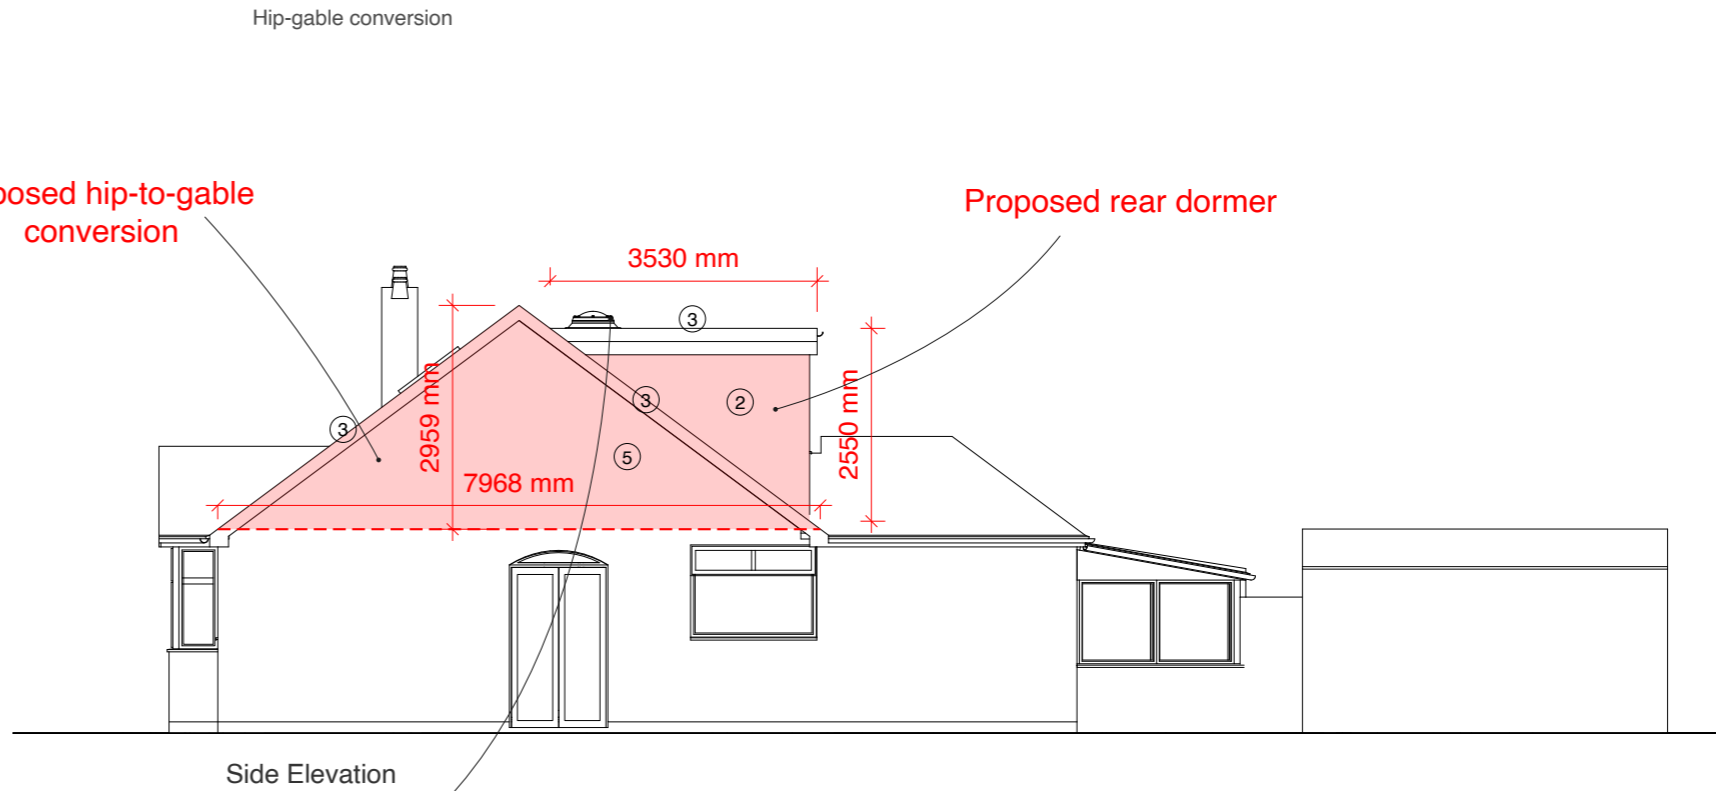 Hip-gable conversion
posed hip-to-gable
conversion
Proposed rear dormer
3530 mm
3
3
3
2
2959 mm
2550 mm
5
7968 mm
Side Elevation